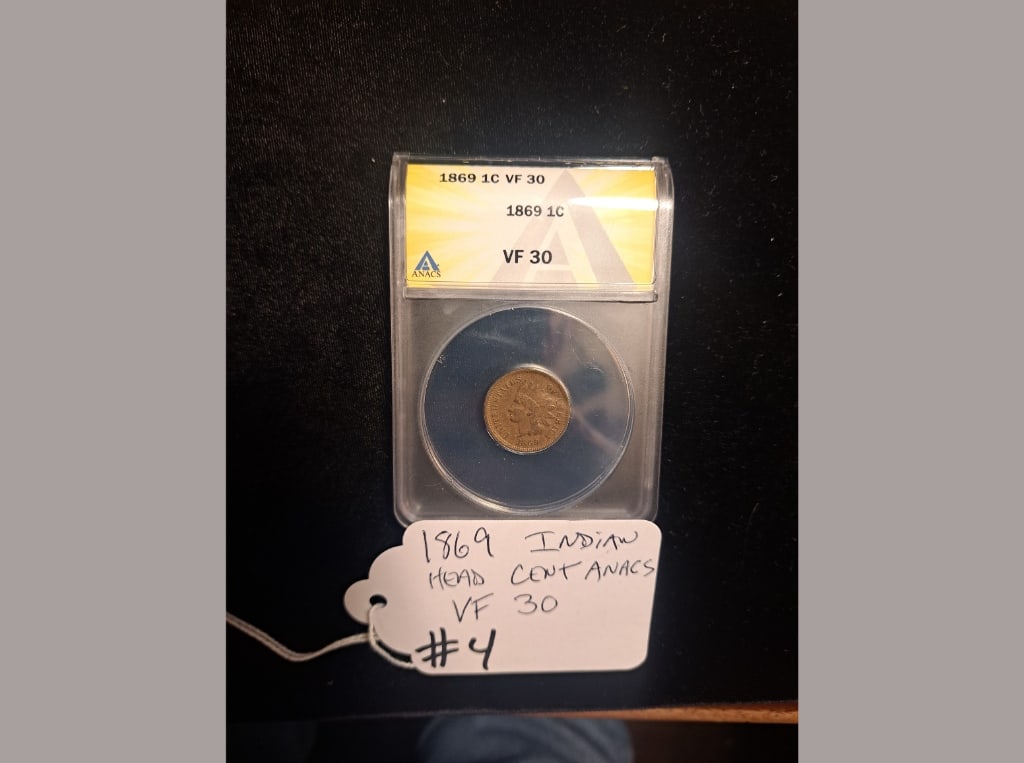 1869 1C VF 30
1869 1C
VF 30
ANACS
1869 INDIAN
HEAD CENT ANACS
VF 30
#4